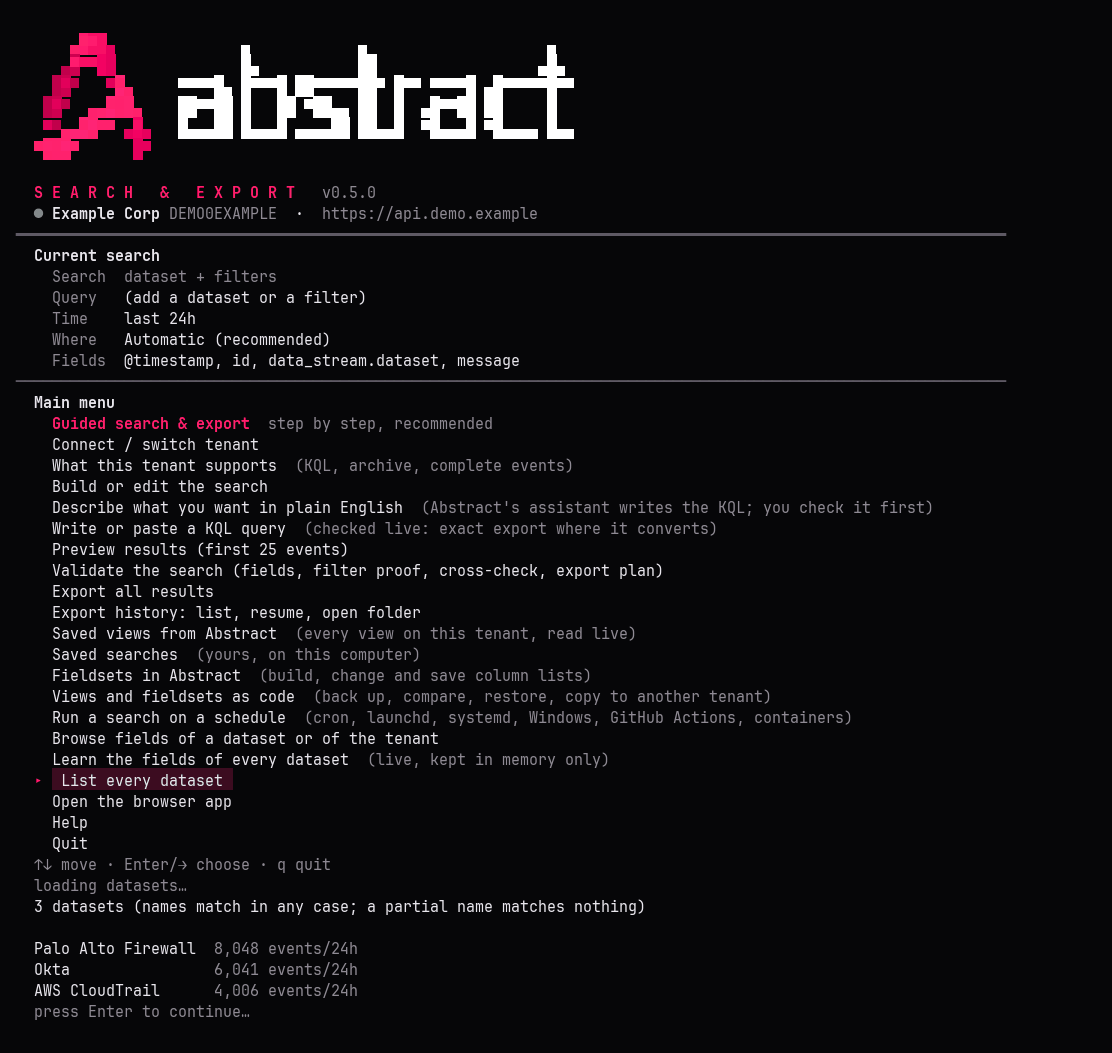 abstract
SEARCH & EXPORT v0.5.0
● Example Corp DEMO0EXAMPLE · https://api.demo.example
Current search
Search dataset + filters
Query (add a dataset or a filter)
Time last 24h
Where Automatic (recommended)
Fields @timestamp, id, data_stream.dataset, message
Main menu
Guided search & export step by step, recommended
Connect / switch tenant
What this tenant supports (KQL, archive, complete events)
Build or edit the search
Describe what you want in plain English (Abstract's assistant writes the KQL; you check it first)
Write or paste a KQL query (checked live: exact export where it converts)
Preview results (first 25 events)
Validate the search (fields, filter proof, cross-check, export plan)
Export all results
Export history: list, resume, open folder
Saved views from Abstract (every view on this tenant, read live)
Saved searches (yours, on this computer)
Fieldsets in Abstract (build, change and save column lists)
Views and fieldsets as code (back up, compare, restore, copy to another tenant)
Run a search on a schedule (cron, launchd, systemd, Windows, GitHub Actions, containers)
Browse fields of a dataset or of the tenant
Learn the fields of every dataset (live, kept in memory only)
▸ List every dataset
Open the browser app
Help
Quit
↑↓ move · Enter/→ choose · q quit
loading datasets…
3 datasets (names match in any case; a partial name matches nothing)
Palo Alto Firewall 8,048 events/24h
Okta 6,041 events/24h
AWS CloudTrail 4,006 events/24h
press Enter to continue…